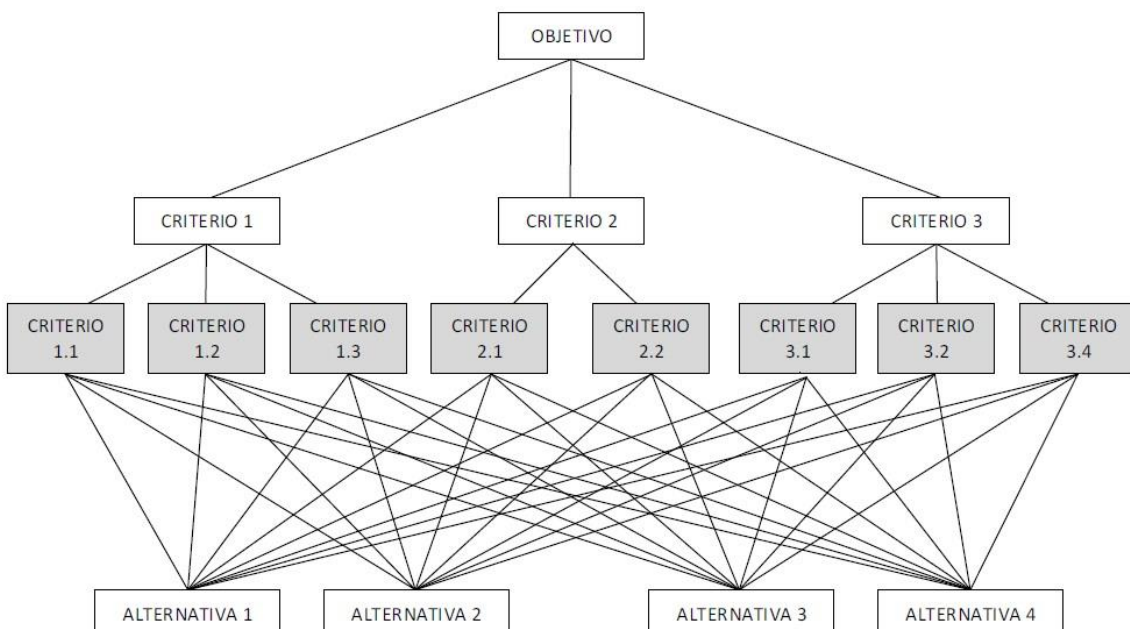 OBJETIVO
CRITERIO 1
CRITERIO 2
CRITERIO 3
CRITERIO
1.1
CRITERIO
1.2
CRITERIO
1.3
CRITERIO
2.1
CRITERIO
2.2
CRITERIO
3.1
CRITERIO
3.2
CRITERIO
3.4
ALTERNATIVA 1
ALTERNATIVA 2
ALTERNATIVA 3
ALTERNATIVA 4